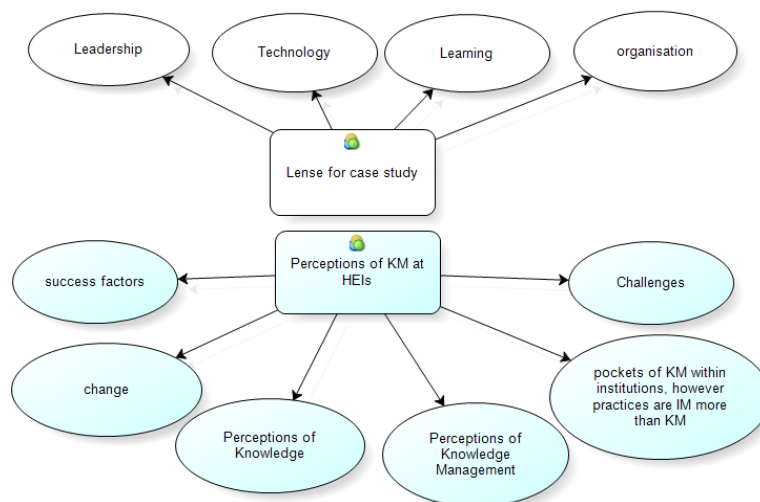 Leadership
Technology
Learning
organisation
Lense for case study
Perceptions of KM at
HEIs
success factors
Challenges
change
pockets of KM within
institutions, however
practices are IM more
than KM
Perceptions of
Knowledge
Perceptions of
Knowledge
Management